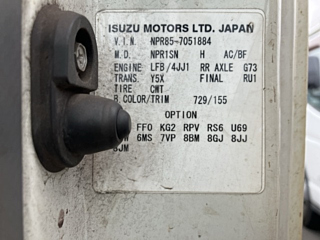 ISUZU MOTORS LTD. JAPAN
V.I.N. NPR85-7051884
M.D. NPR1SN H AC/BF
ENGINE LFB/4JJ1 RR AXLE G73
TRANS. Y5X FINAL RU1
TIRE CWT
B.COLOR/TRIM 729/155
OPTION
FFO KG2 RPV RS6 U69
6MS 7VP 8BM 8GJ 8JJ
8JM